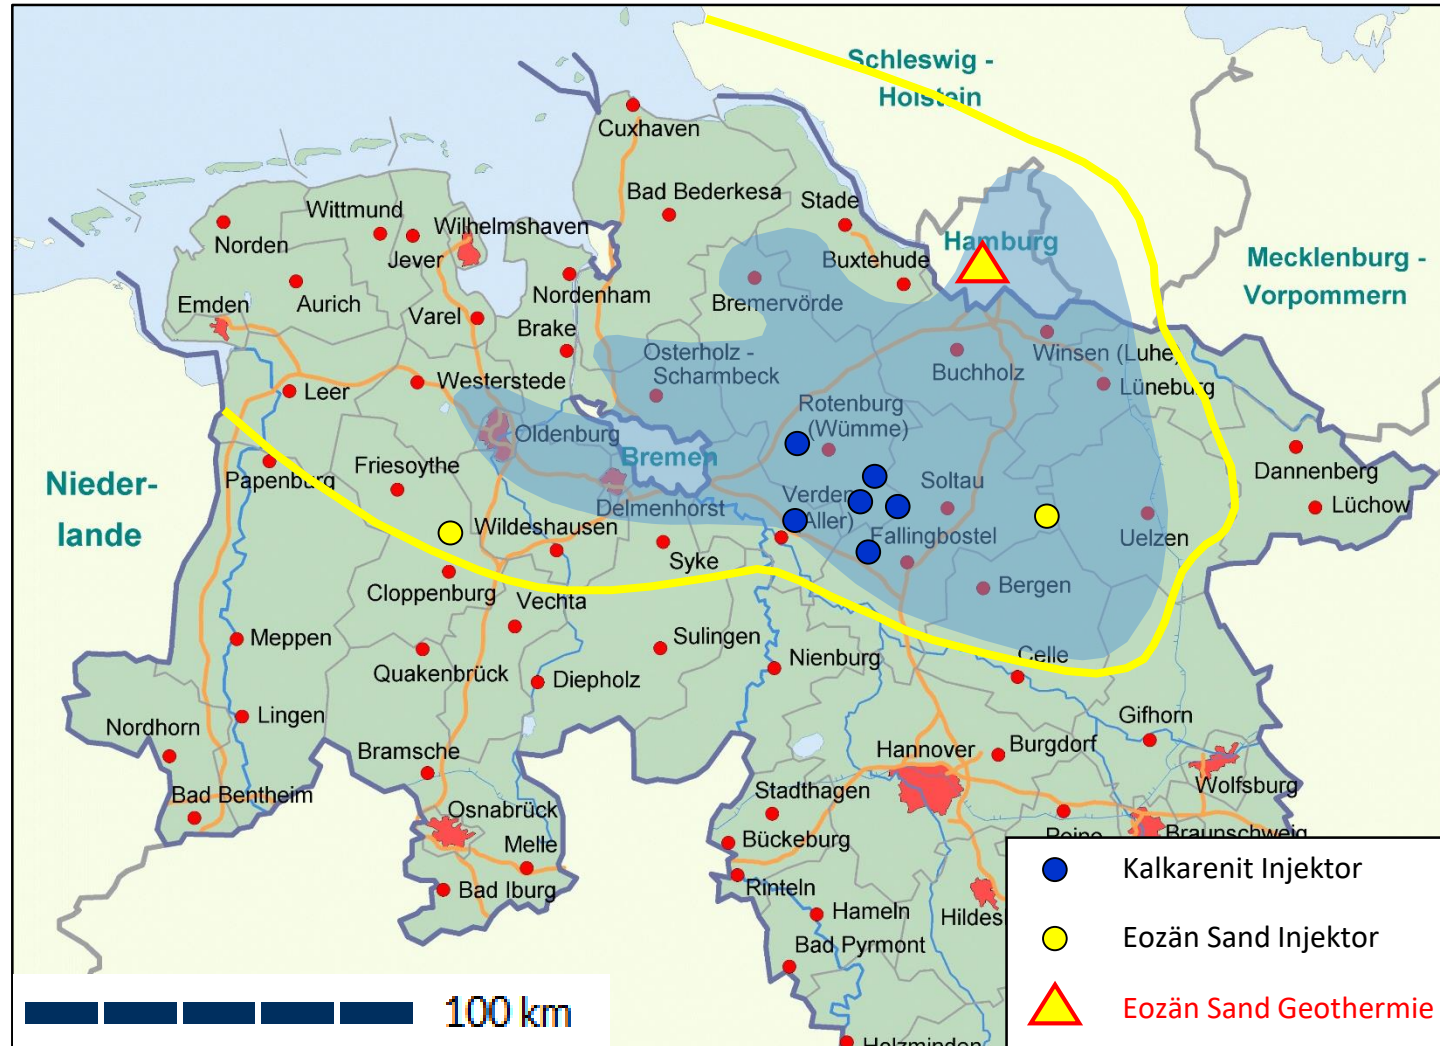 Schleswig -
Holstein
Cuxhaven
Bad Bederkesa
Stade
Wittmund
Wilhelmshaven
Norden
Jever
Hamburg
Buxtehude
Mecklenburg -
Vorpommern
Aurich
Nordenham
Bremervörde
Emden
Varel
Brake
Osterholz -
Scharmbeck
Winsen (Luhe)
Buchholz
Westerstede
Leer
Lüneburg
Rotenburg
(Wümme)
Oldenburg
Bremen
Friesoythe
Papenburg
Dannenberg
Nieder-
lande
Soltau
Verden
(Aller)
Delmenhorst
Lüchow
Wildeshausen
Fallingbostel
Uelzen
Syke
Cloppenburg
Bergen
Vechta
Meppen
Sulingen
Celle
Nienburg
Quakenbrück
Diepholz
Lingen
Gifhorn
Nordhorn
Bramsche
Hannover
Burgdorf
Wolfsburg
Bad Bentheim
Stadthagen
Osnabrück
Peine
Braunschweig
Bückeburg
Melle
Rinteln
Bad Iburg
Hameln
Hildes
Bad Pyrmont
Holzminden
Kalkarenit Injektor
Eozän Sand Injektor
Eozän Sand Geothermie
100 km